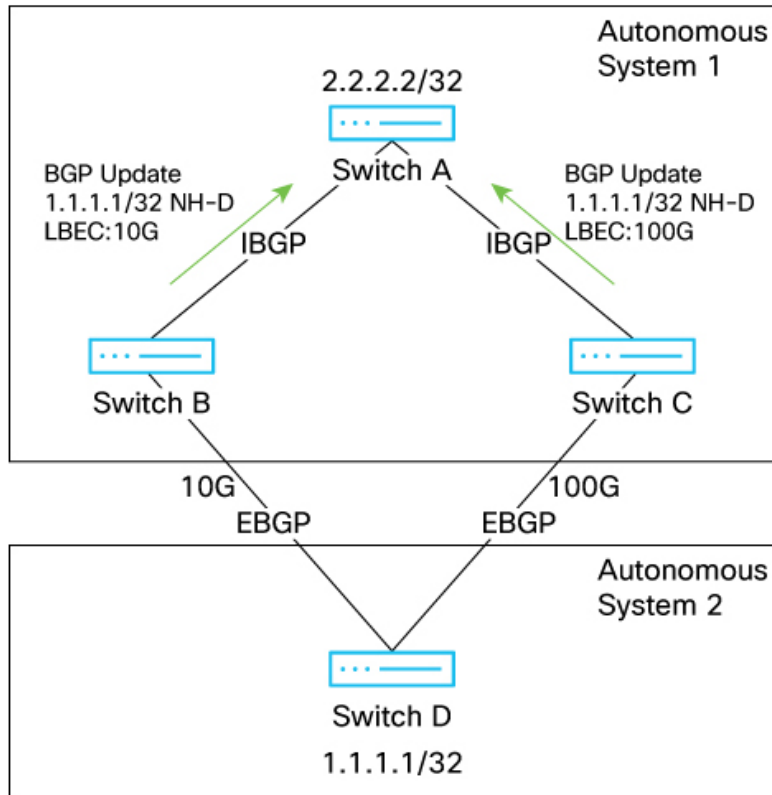 Autonomous
System 1
2.2.2.2/32
Switch A
BGP Update
1.1.1.1/32 NH-D
LBEC:10G
BGP Update
1.1.1.1/32 NH-D
LBEC:100G
IBGP
IBGP
Switch B
Switch C
10G
100G
EBGP
EBGP
Autonomous
System 2
Switch D
1.1.1.1/32